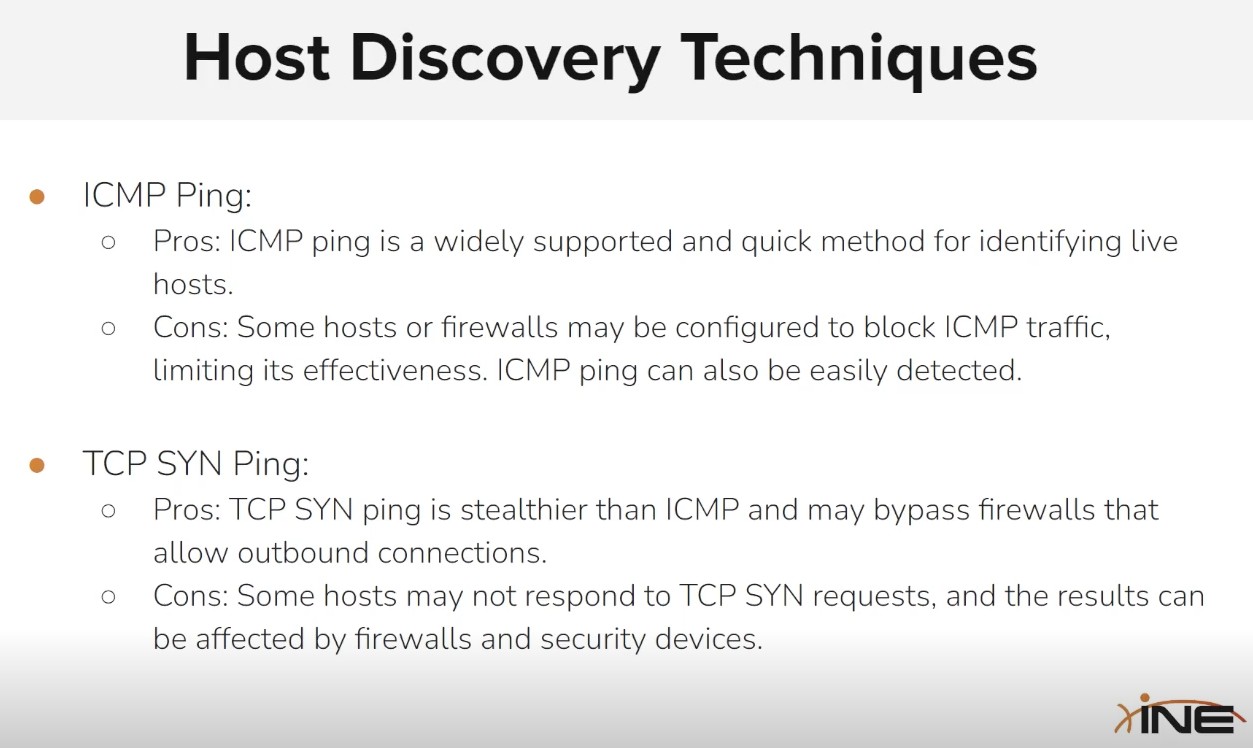 Host Discovery Techniques
● ICMP Ping:
○ Pros: ICMP ping is a widely supported and quick method for identifying live
hosts.
○ Cons: Some hosts or firewalls may be configured to block ICMP traffic,
limiting its effectiveness. ICMP ping can also be easily detected.
● TCP SYN Ping:
○ Pros: TCP SYN ping is stealthier than ICMP and may bypass firewalls that
allow outbound connections.
○ Cons: Some hosts may not respond to TCP SYN requests, and the results can
be affected by firewalls and security devices.
INE